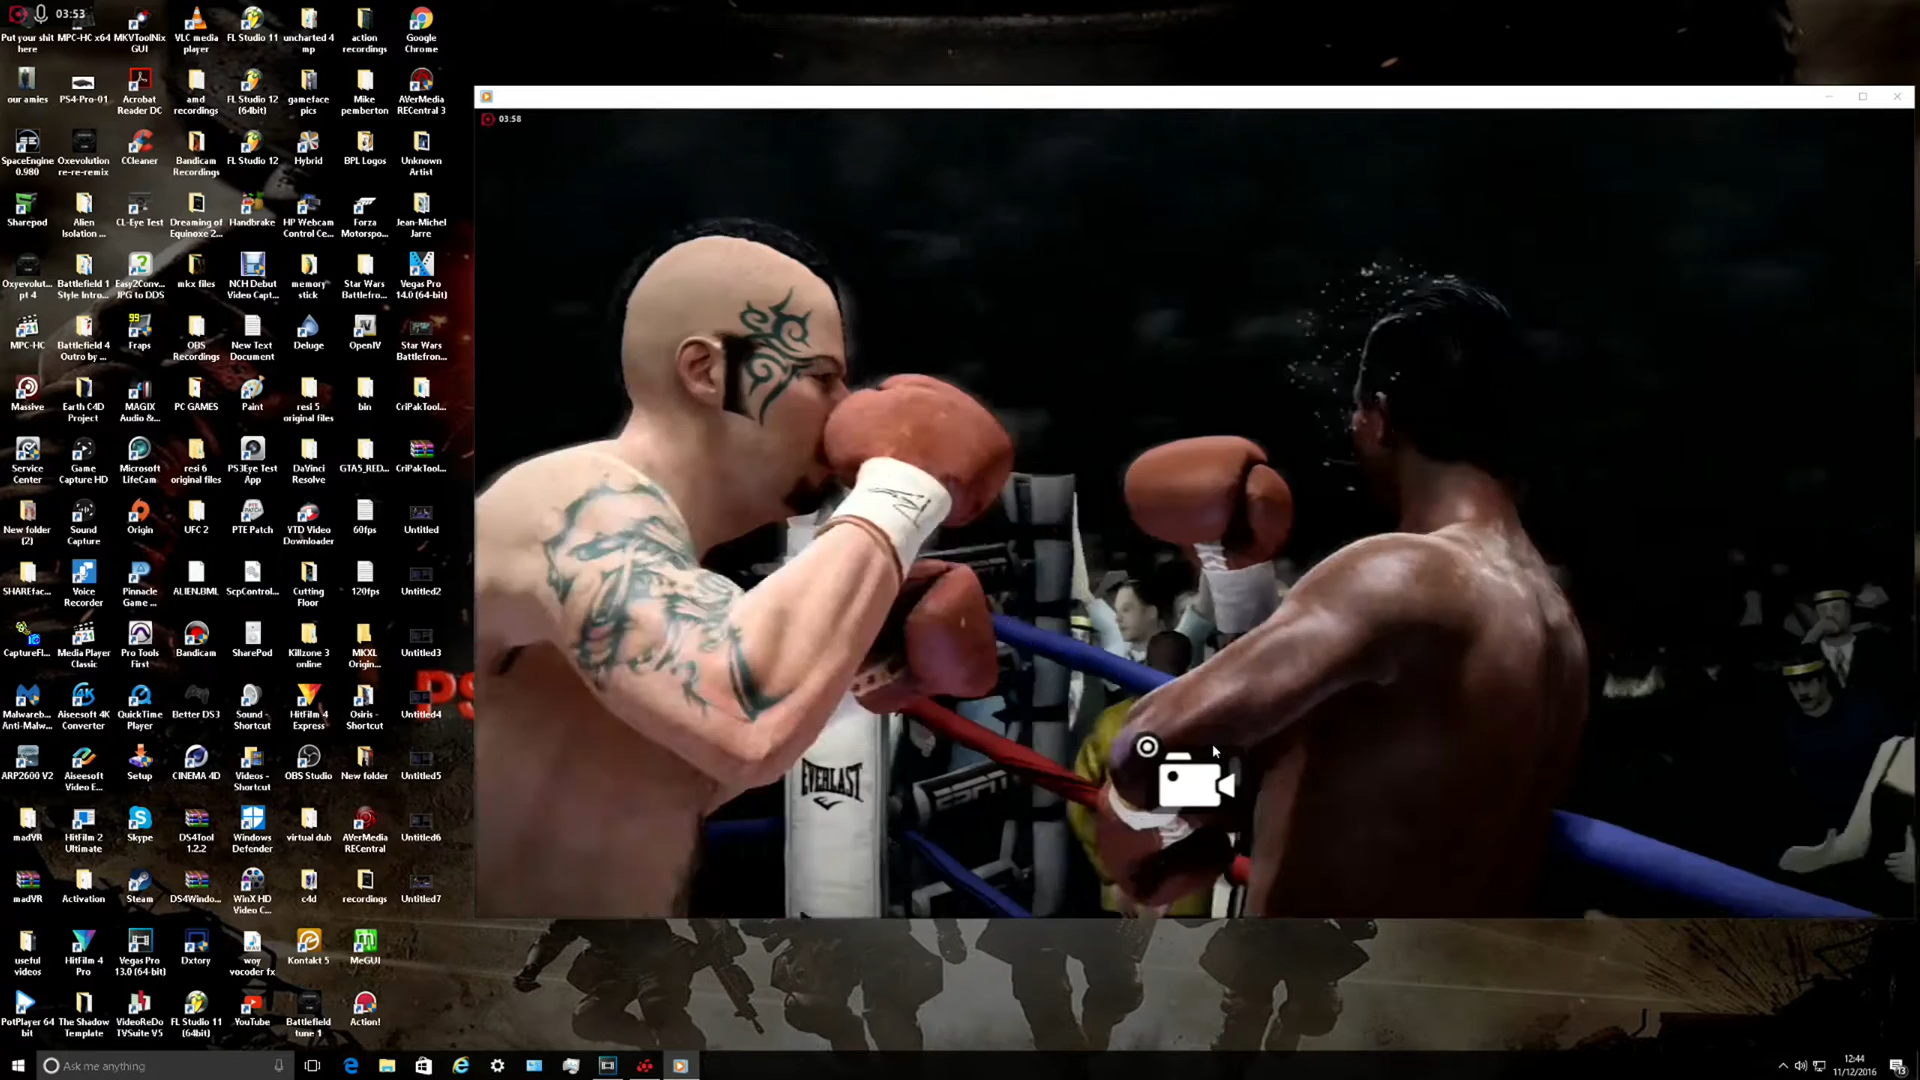 03:53
Put your shit here
MPC-HC x64
MKVToolNix GUI
VLC media player
FL Studio 11
uncharted 4 mp
action recordings
Google Chrome
our amies
PS4-Pro-01
Acrobat Reader DC
amd recordings
FL Studio 12 (64bit)
gameface pics
Mike pemberton
AVerMedia RECentral 3
SpaceEngine 0.980
Oxevolution re-re-remix
CCleaner
Bandicam Recordings
FL Studio 12
Hybrid
BPL Logos
Unknown Artist
Sharepod
Alien Isolation ...
CL-Eye Test
Dreaming of Equinoxe 2...
Handbrake
HP Webcam Control Ce...
Forza Motorspo...
Jean-Michel Jarre
Oxyevolut... pt 4
Battlefield 1 Style Intro...
Easy2Conv... JPG to DDS
mkx files
NCH Debut Video Capt...
memory stick
Star Wars Battlefro...
Vegas Pro 14.0 (64-bit)
MPC-HC
Battlefield 4 Outro by ...
99
Fraps
OBS Recordings
New Text Document
Deluge
OpenIV
Star Wars Battlefron...
Massive
Earth C4D Project
MAGIX Audio &...
PC GAMES
Paint
resi 5 original files
bin
CriPakTool...
Service Center
Game Capture HD
Microsoft LifeCam
resi 6 original files
PS3Eye Test App
DaVinci Resolve
GTA5_RED...
CriPakTool...
New folder (2)
Sound Capture
Origin
UFC 2
PTE Patch
YTD Video Downloader
60fps
Untitled
SHAREfac...
Voice Recorder
Pinnacle Game ...
ALIEN.BML
ScpControl...
Cutting Floor
120fps
Untitled2
CaptureFl...
Media Player Classic
Pro Tools First
Bandicam
SharePod
Killzone 3 online
MKXL Origin...
Untitled3
Malwareb... Anti-Malw...
Aiseesoft 4K Converter
QuickTime Player
Better DS3
Sound - Shortcut
HitFilm 4 Express
Osiris - Shortcut
Untitled4
ARP2600 V2
Aiseesoft Video E...
Setup
CINEMA 4D
Videos - Shortcut
OBS Studio
New folder
Untitled5
madVR
HitFilm 2 Ultimate
Skype
DS4Tool 1.2.2
Windows Defender
virtual dub
AVerMedia RECentral
Untitled6
madVR
Activation
Steam
DS4Windo...
WinX HD Video C...
c4d
recordings
Untitled7
useful videos
HitFilm 4 Pro
Vegas Pro 13.0 (64-bit)
Dxtory
woy vocoder fx
Kontakt 5
MeGUI
PotPlayer 64 bit
The Shadow Template
VideoReDo TVSuite V5
FL Studio 11 (64bit)
YouTube
Battlefield tune 1
Action!
03:58
EVERLAST
ESPN
Ask me anything
12:44
11/12/2016
13